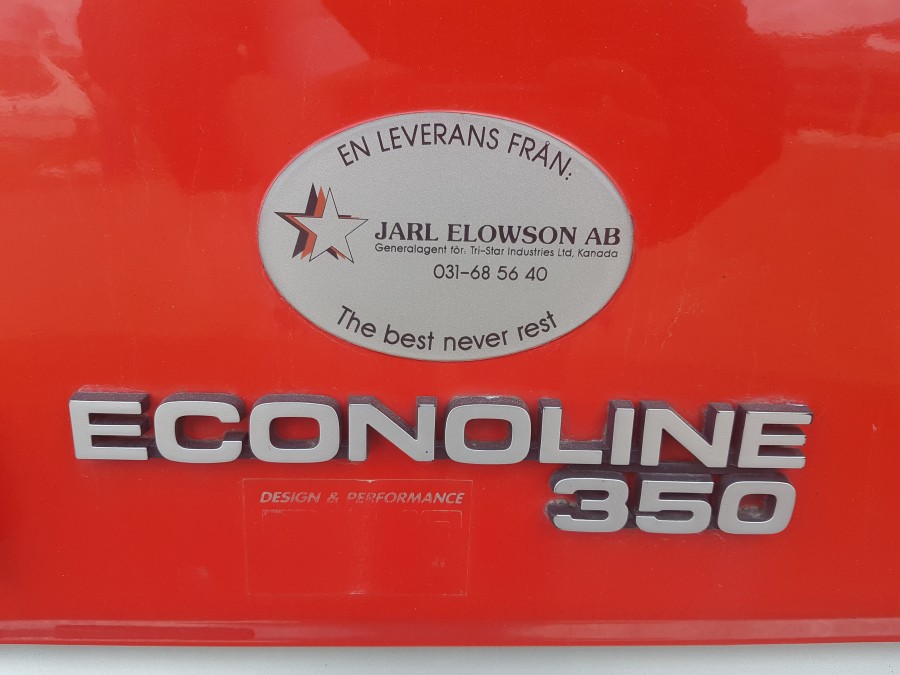 EN LEVERANS FRÅN:
JARL ELOWSON AB
Generalagent för: Tri-Star Industries Ltd, Kanada
031-68 56 40
The best never rest
ECONOLINE
350
DESIGN & PERFORMANCE